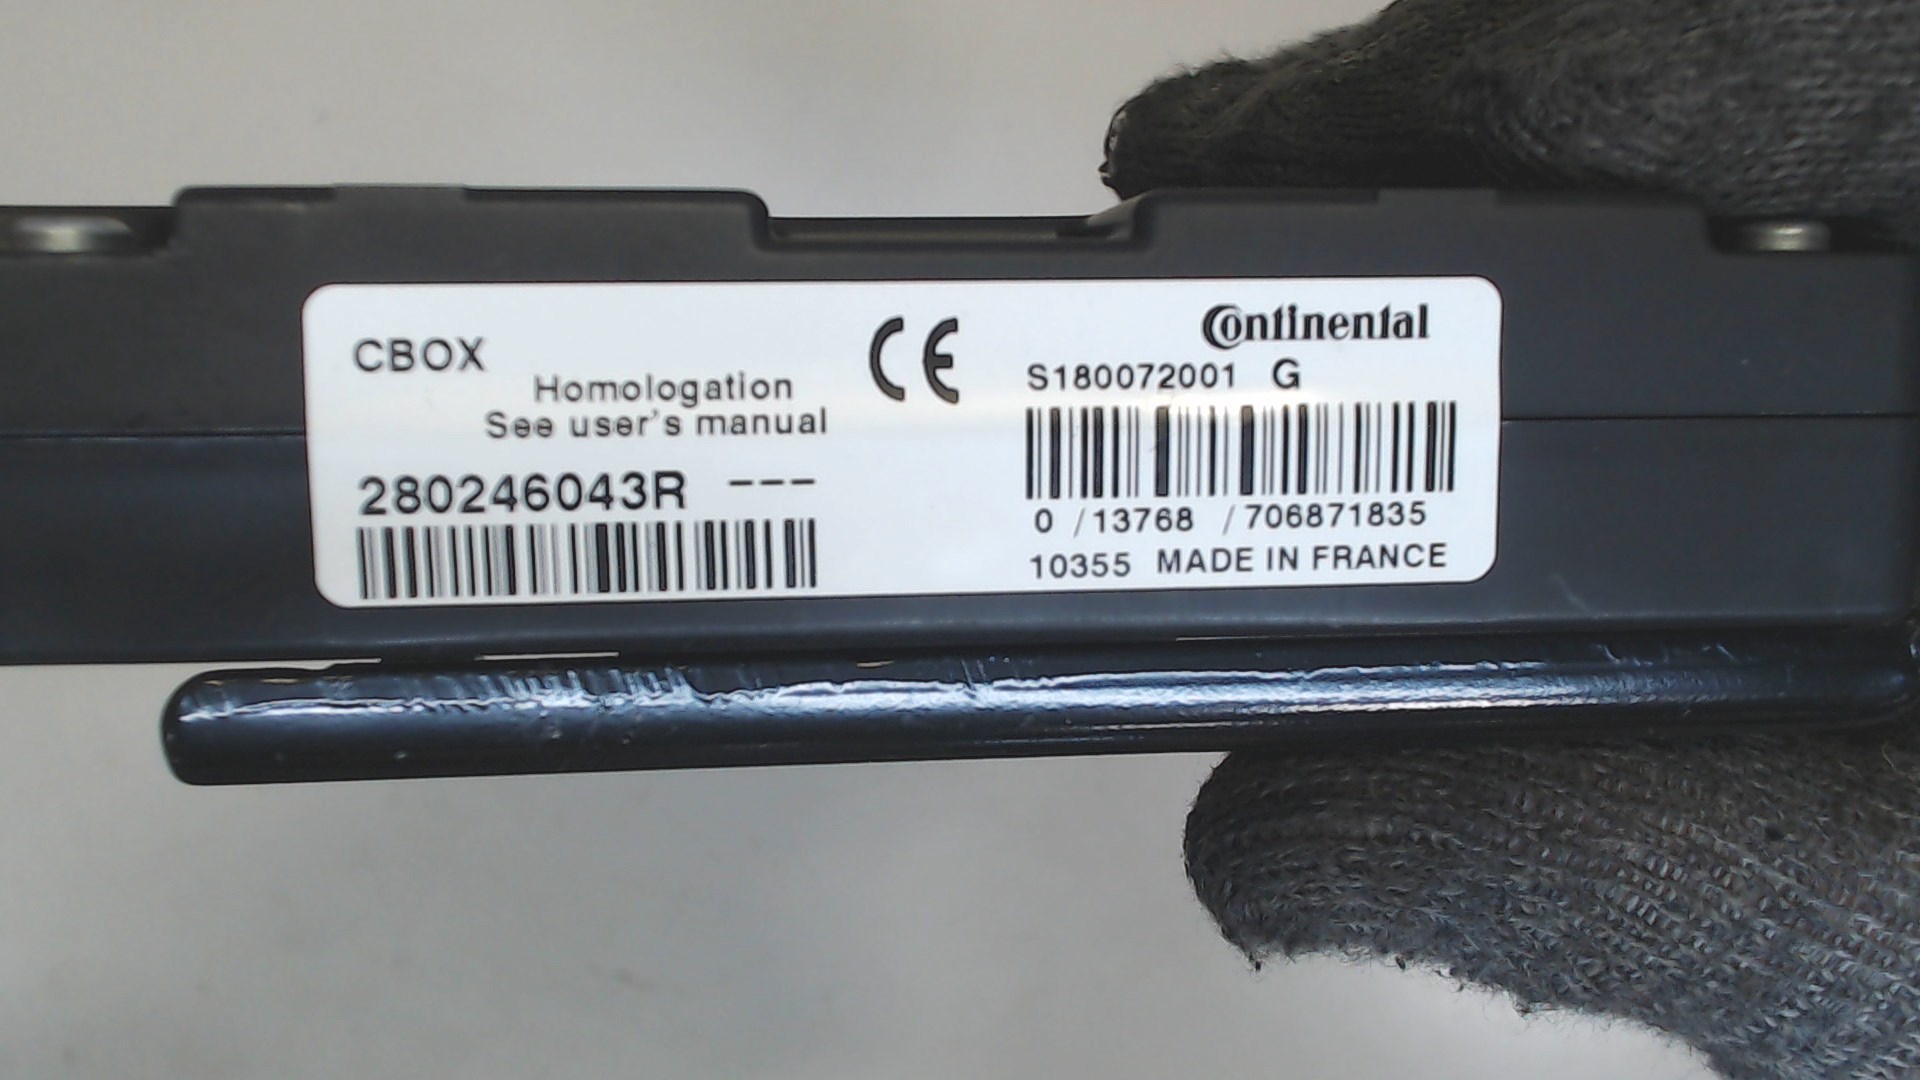 CBOX
Homologation
See user's manual
280246043R ---
CE
Continental
S180072001 G
0 /13768 /706871835
10355 MADE IN FRANCE